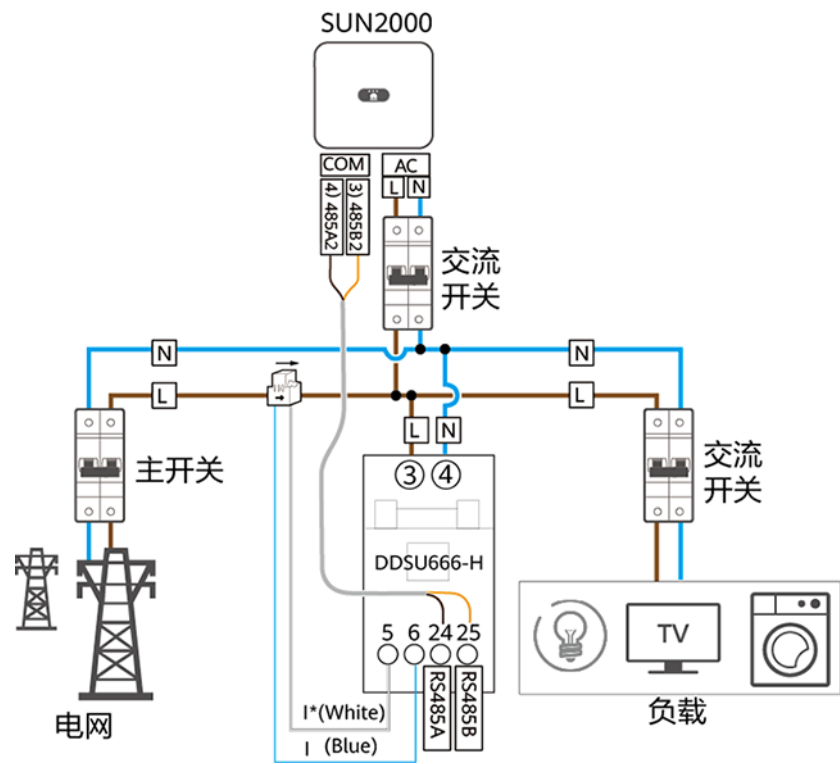 SUN2000
COM
AC
L
N
4) 485A2
3) 485B2
交流
开关
N
N
L
L
主开关
L
N
交流
开关
③
④
DDSU666-H
TV
5
6
24
25
RS485A
RS485B
I*(White)
I (Blue)
电网
负载